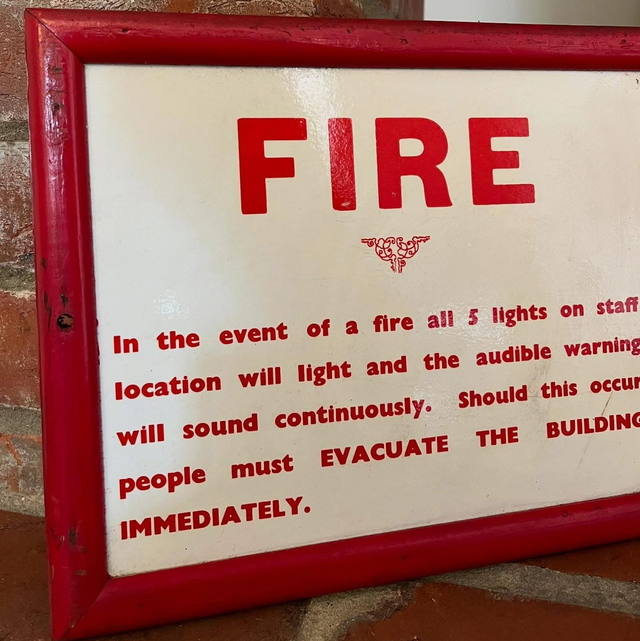 FIRE
In the event of a fire all 5 lights on staff
location will light and the audible warning
will sound continuously. Should this occur
people must EVACUATE THE BUILDING
IMMEDIATELY.